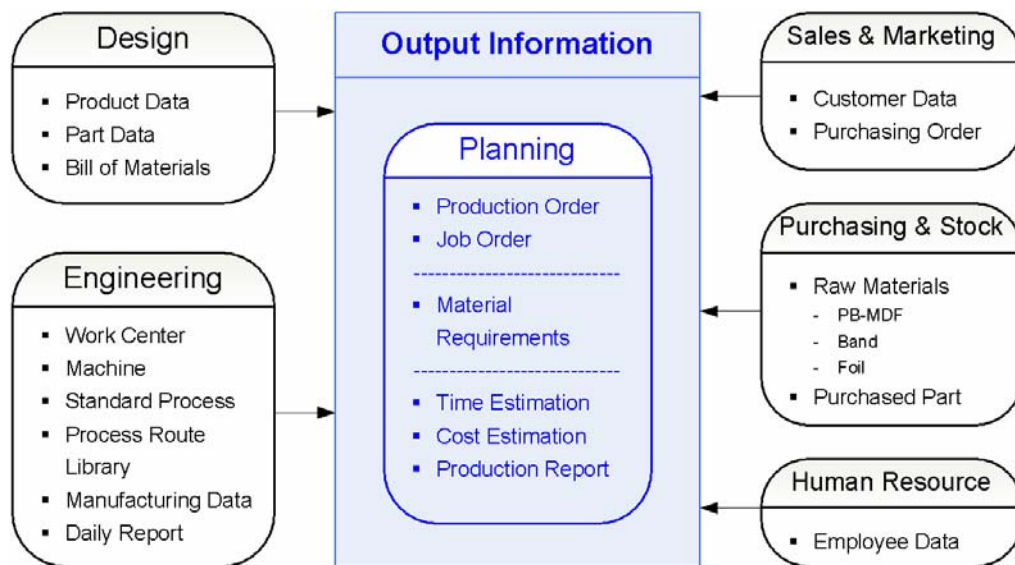 Design
▪ Product Data
▪ Part Data
▪ Bill of Materials
Engineering
▪ Work Center
▪ Machine
▪ Standard Process
▪ Process Route
Library
▪ Manufacturing Data
▪ Daily Report
Output Information
Planning
▪ Production Order
▪ Job Order
----------------------------
▪ Material
Requirements
----------------------------
▪ Time Estimation
▪ Cost Estimation
▪ Production Report
Sales & Marketing
▪ Customer Data
▪ Purchasing Order
Purchasing & Stock
▪ Raw Materials
- PB-MDF
- Band
- Foil
▪ Purchased Part
Human Resource
▪ Employee Data